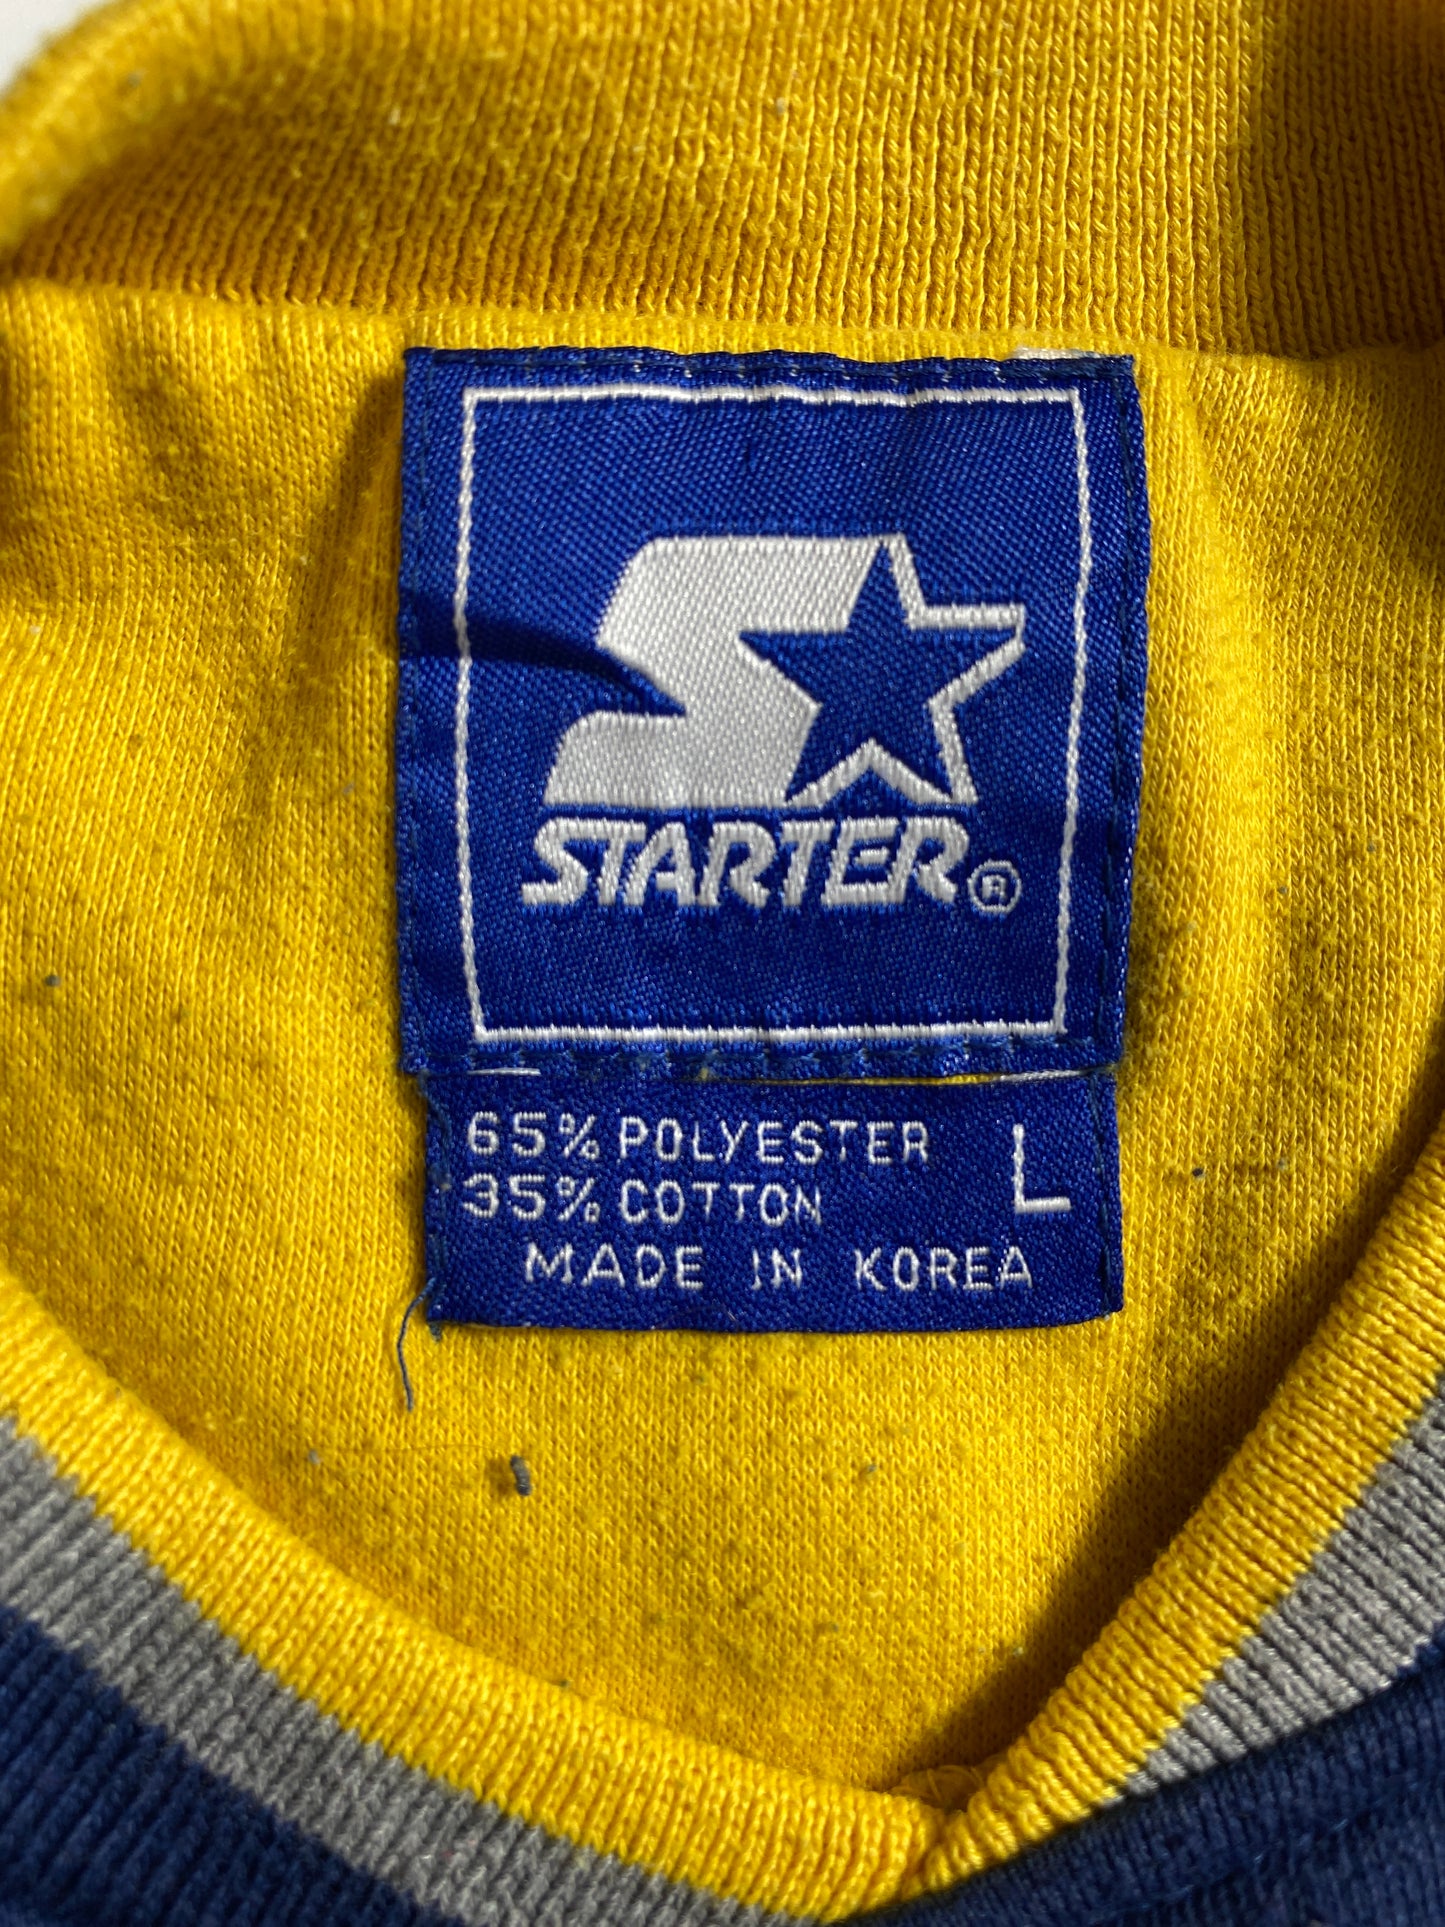 STARTER®
65% POLYESTER L
35% COTTON
MADE IN KOREA